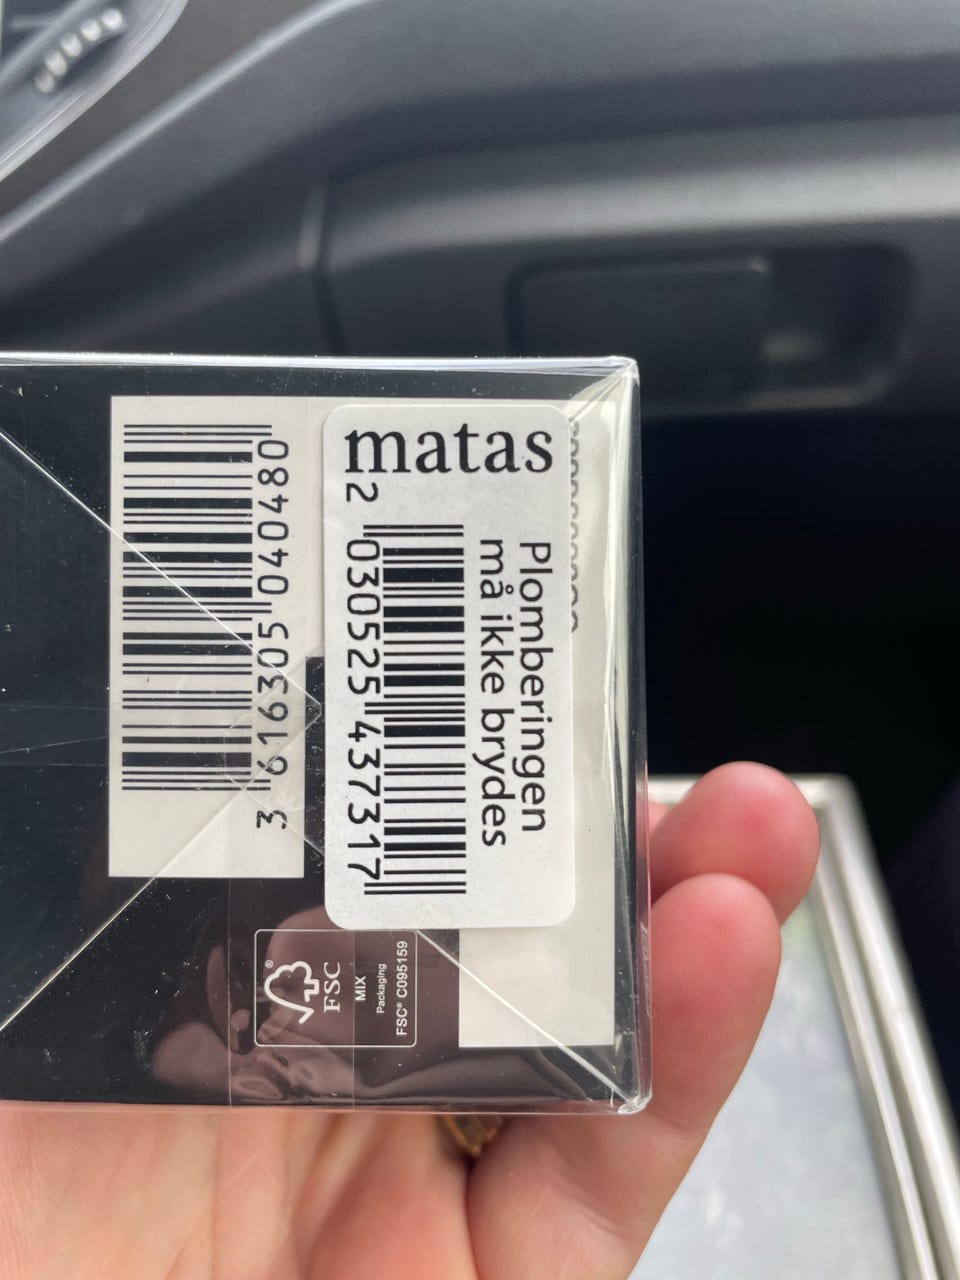 matas
2 030525 437317
Plomberingen
må ikke brydes
3 616305 040480
FSC®
MIX
Packaging
FSC® C095159